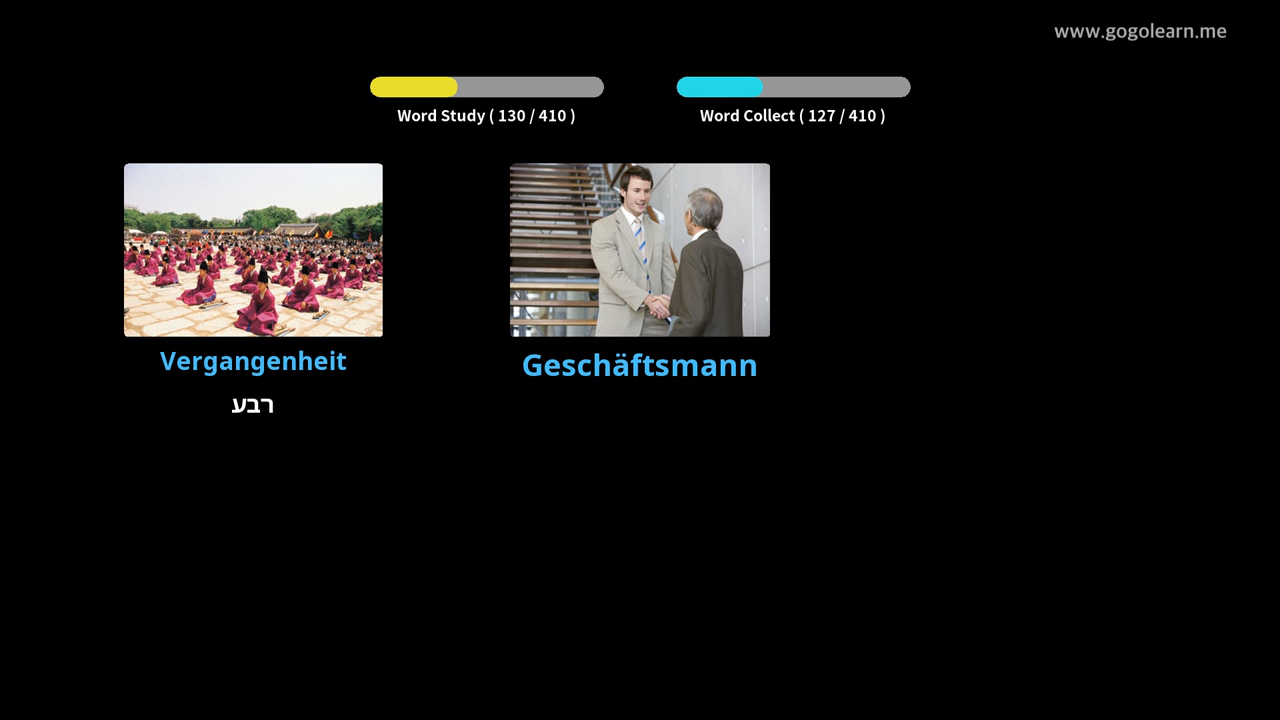 www.gogolearn.me
Word Study ( 130 / 410 )
Word Collect ( 127 / 410 )
Vergangenheit
רבע
Geschäftsmann